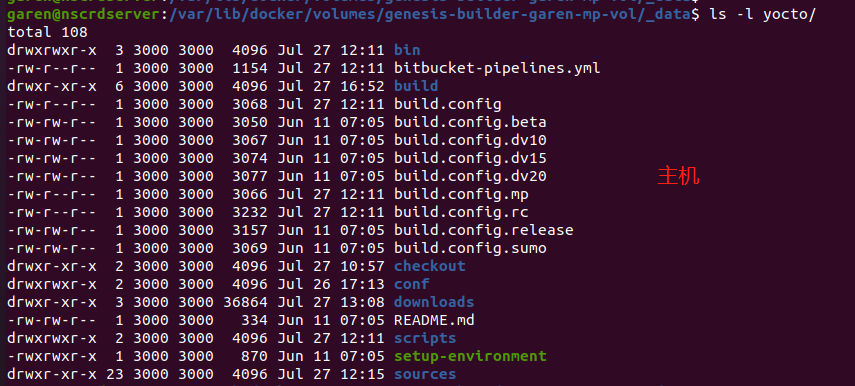 garen@nscrdserver:/var/lib/docker/volumes/genesis-builder-garen-mp-vol/_data$ ls -l yocto/
total 108
drwxrwxr-x  3 3000 3000  4096 Jul 27 12:11 bin
-rw-r--r--  1 3000 3000  1154 Jul 27 12:11 bitbucket-pipelines.yml
drwxr-xr-x  6 3000 3000  4096 Jul 27 16:52 build
-rw-r--r--  1 3000 3000  3068 Jul 27 12:11 build.config
-rw-rw-r--  1 3000 3000  3050 Jun 11 07:05 build.config.beta
-rw-rw-r--  1 3000 3000  3067 Jun 11 07:05 build.config.dv10
-rw-rw-r--  1 3000 3000  3074 Jun 11 07:05 build.config.dv15
-rw-rw-r--  1 3000 3000  3077 Jun 11 07:05 build.config.dv20 主机
-rw-r--r--  1 3000 3000  3066 Jul 27 12:11 build.config.mp
-rw-r--r--  1 3000 3000  3232 Jul 27 12:11 build.config.rc
-rw-rw-r--  1 3000 3000  3157 Jun 11 07:05 build.config.release
-rw-rw-r--  1 3000 3000  3069 Jun 11 07:05 build.config.sumo
drwxr-xr-x  2 3000 3000  4096 Jul 27 10:57 checkout
drwxrwxr-x  2 3000 3000  4096 Jul 26 17:13 conf
drwxrwxr-x  3 3000 3000 36864 Jul 27 13:08 downloads
-rw-rw-r--  1 3000 3000   334 Jun 11 07:05 README.md
drwxrwxr-x  2 3000 3000  4096 Jul 27 12:11 scripts
-rwxrwxr-x  1 3000 3000   870 Jun 11 07:05 setup-environment
drwxr-xr-x 23 3000 3000  4096 Jul 27 12:15 sources